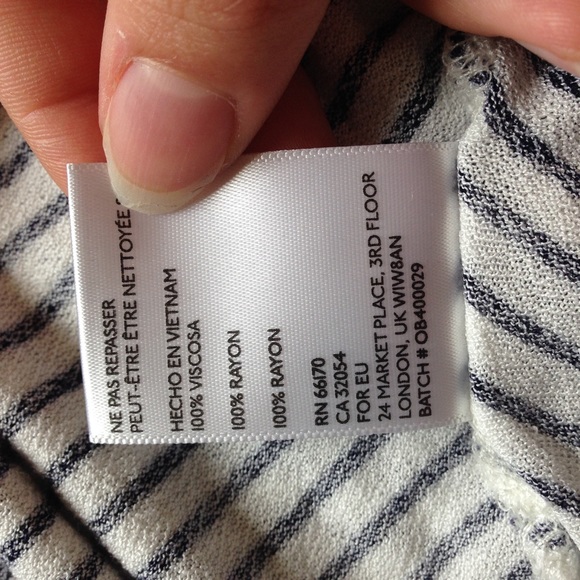 NE PAS REPASSER
PEUT-ÊTRE ÊTRE NETTOYÉE
HECHO EN VIETNAM
100% VISCOSA
100% RAYON
100% RAYON
RN 66170
CA 32054
FOR EU
24 MARKET PLACE, 3RD FLOOR
LONDON, UK WIW8AN
BATCH # OB400029